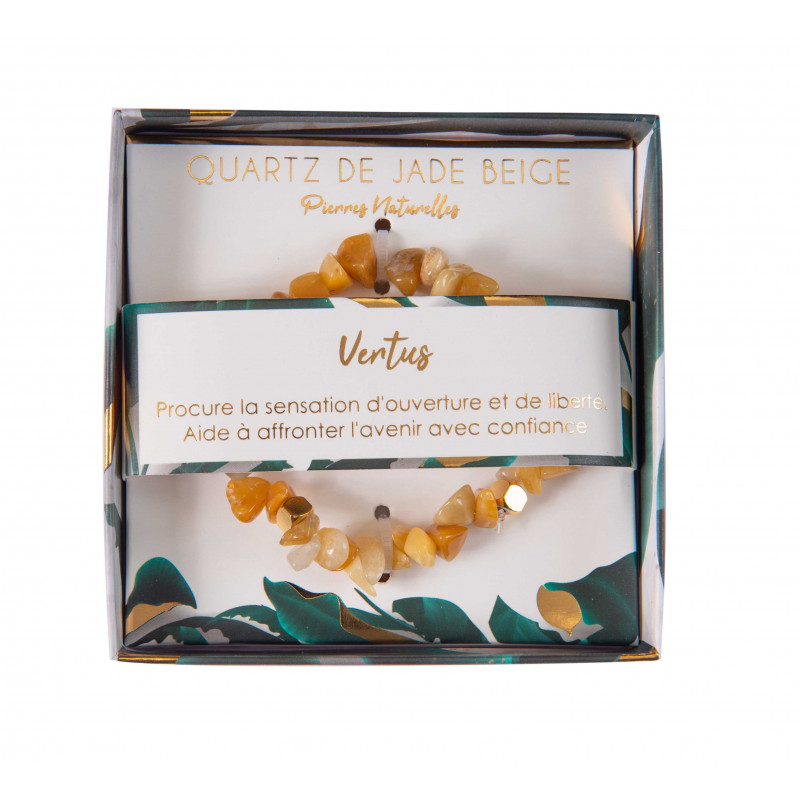 QUARTZ DE JADE BEIGE
Pierres Naturelles
Vertus
Procure la sensation d'ouverture et de liberté.
Aide à affronter l'avenir avec confiance